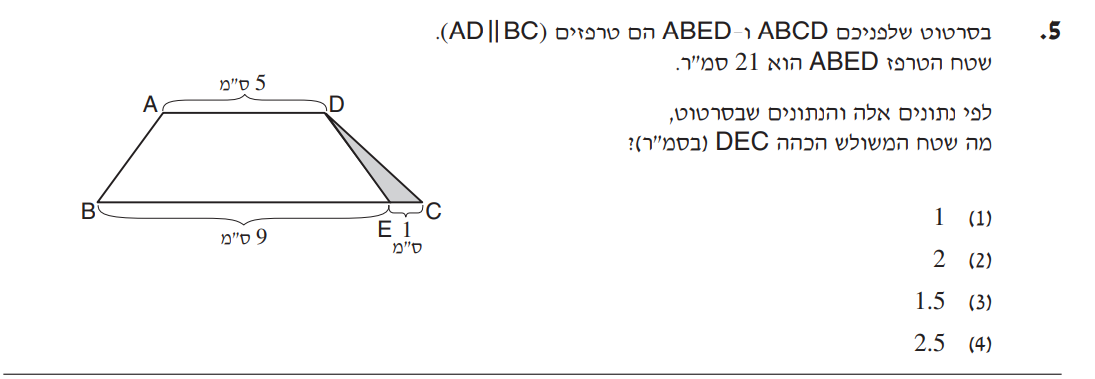 5. בסרטוט שלפניכם ABCD ו-ABED הם טרפזים (AD||BC).
שטח הטרפז ABED הוא 21 סמ"ר.
לפי נתונים אלה והנתונים שבסרטוט,
מה שטח המשולש הכהה DEC (בסמ"ר)?
5 ס"מ
A D
B E 1 C
9 ס"מ ס"מ
(1) 1
(2) 2
(3) 1.5
(4) 2.5